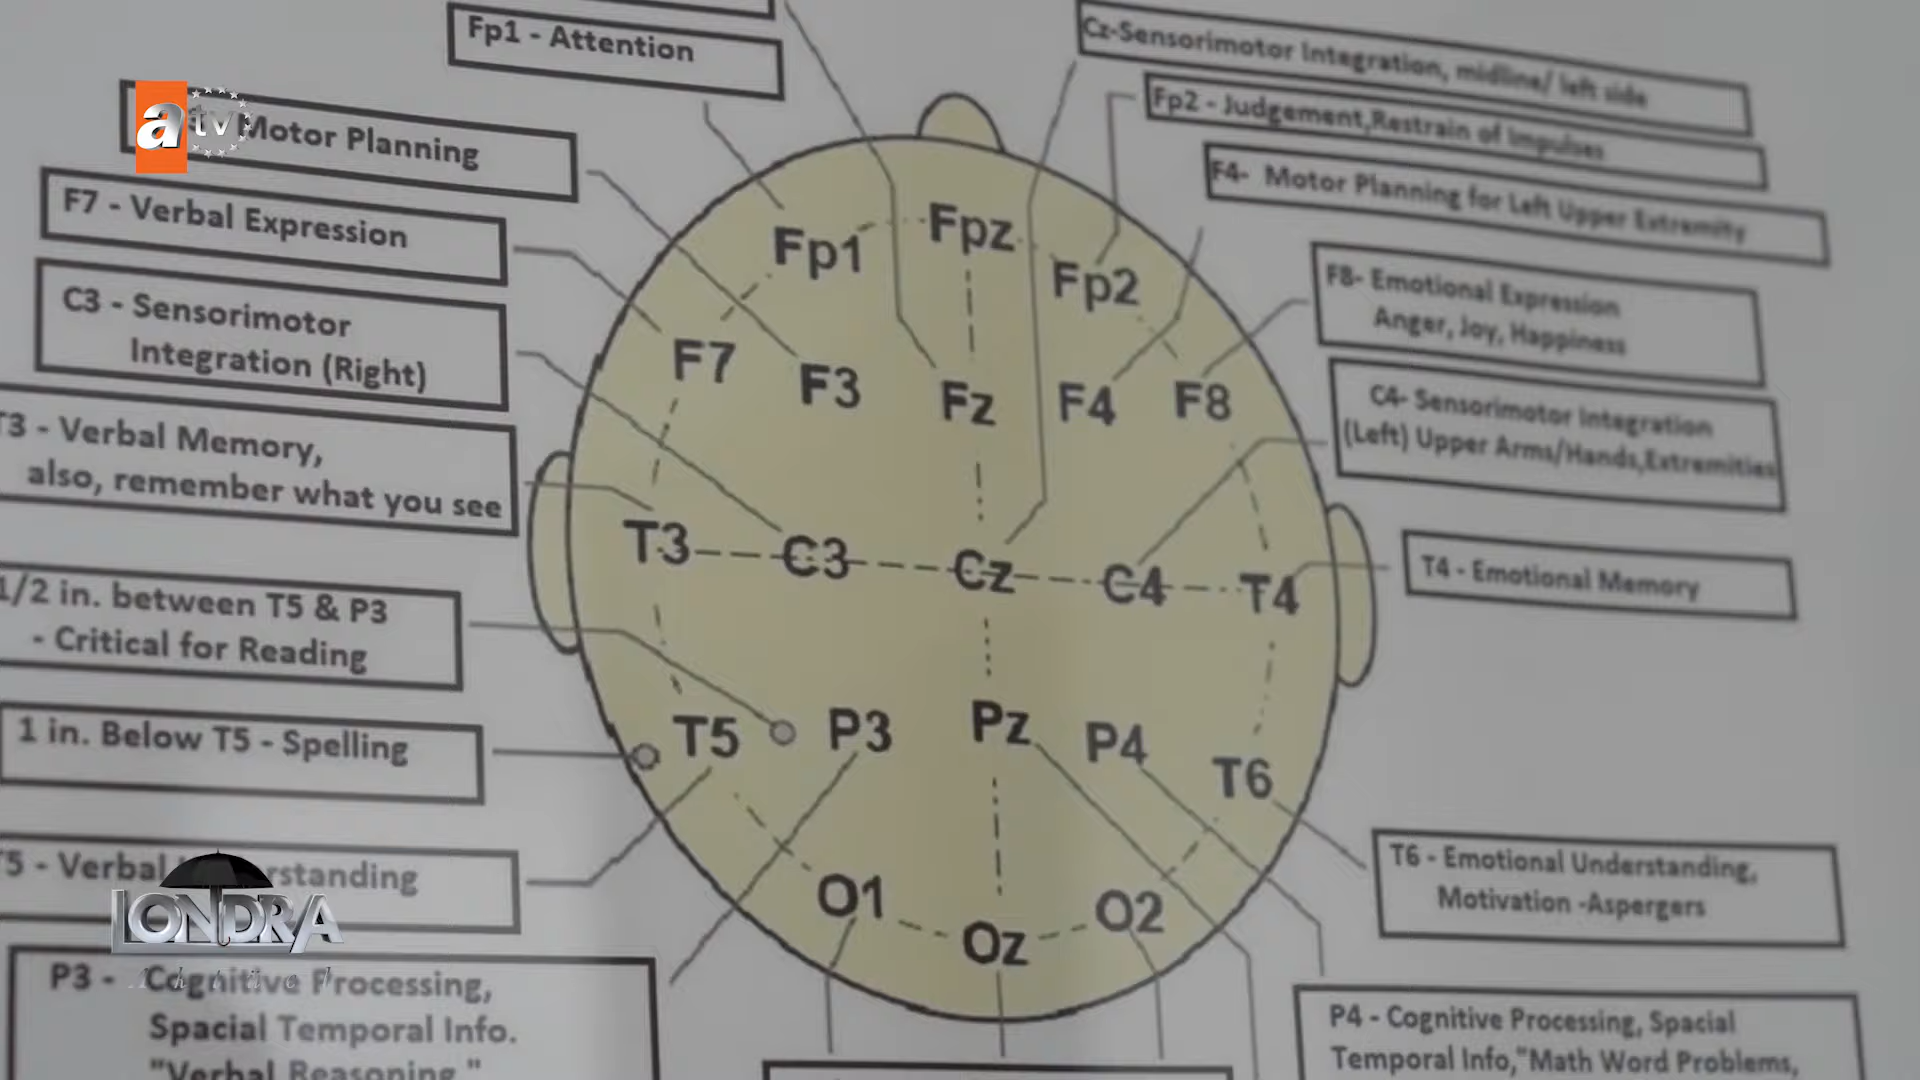 Fp1 - Attention
Motor Planning
F7 - Verbal Expression
C3 - Sensorimotor
Integration (Right)
T3 - Verbal Memory,
also, remember what you see
1/2 in. between T5 & P3
- Critical for Reading
1 in. Below T5 - Spelling
T5 - Verbal
rstanding
P3 - Cognitive Processing,
Spacial Temporal Info.
"Verbal Reasoning."
Cz-Sensorimotor Integration, midline/ left side
Fp2 - Judgement,Restrain of Impulses
F4- Motor Planning for Left Upper Extremity
F8- Emotional Expression
Anger, Joy, Happiness
C4- Sensorimotor Integration
(Left) Upper Arms/Hands,Extremities
T4 - Emotional Memory
T6 - Emotional Understanding,
Motivation -Aspergers
P4 - Cognitive Processing, Spacial
Temporal Info,"Math Word Problems,
Fp1 Fpz Fp2
F7 F3 Fz F4 F8
T3 C3 Cz C4 T4
T5 P3 Pz P4 T6
O1 Oz O2
atv
LONDRA